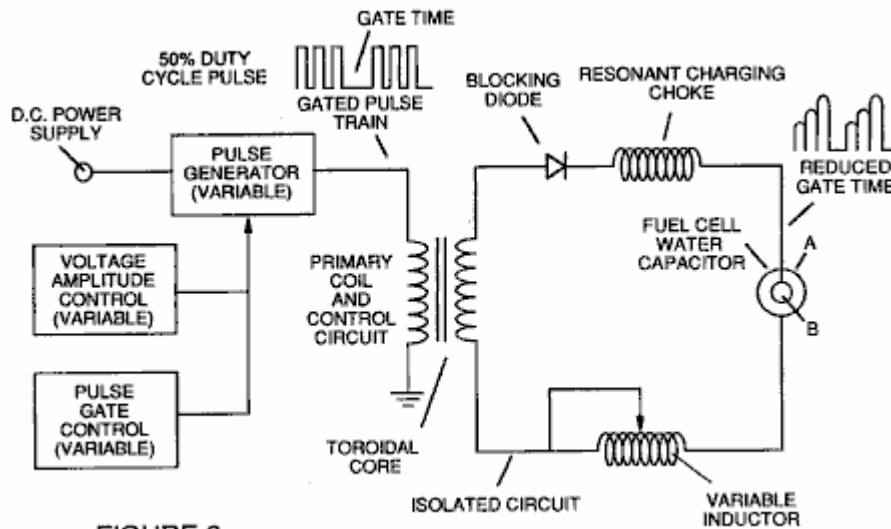 GATE TIME
50% DUTY
CYCLE PULSE
GATED PULSE
TRAIN
BLOCKING
DIODE
RESONANT CHARGING
CHOKE
D.C. POWER
SUPPLY
PULSE
GENERATOR
(VARIABLE)
REDUCED
GATE TIME
FUEL CELL
WATER
CAPACITOR
A
B
VOLTAGE
AMPLITUDE
CONTROL
(VARIABLE)
PRIMARY
COIL
AND
CONTROL
CIRCUIT
PULSE
GATE
CONTROL
(VARIABLE)
TOROIDAL
CORE
ISOLATED CIRCUIT
VARIABLE
INDUCTOR